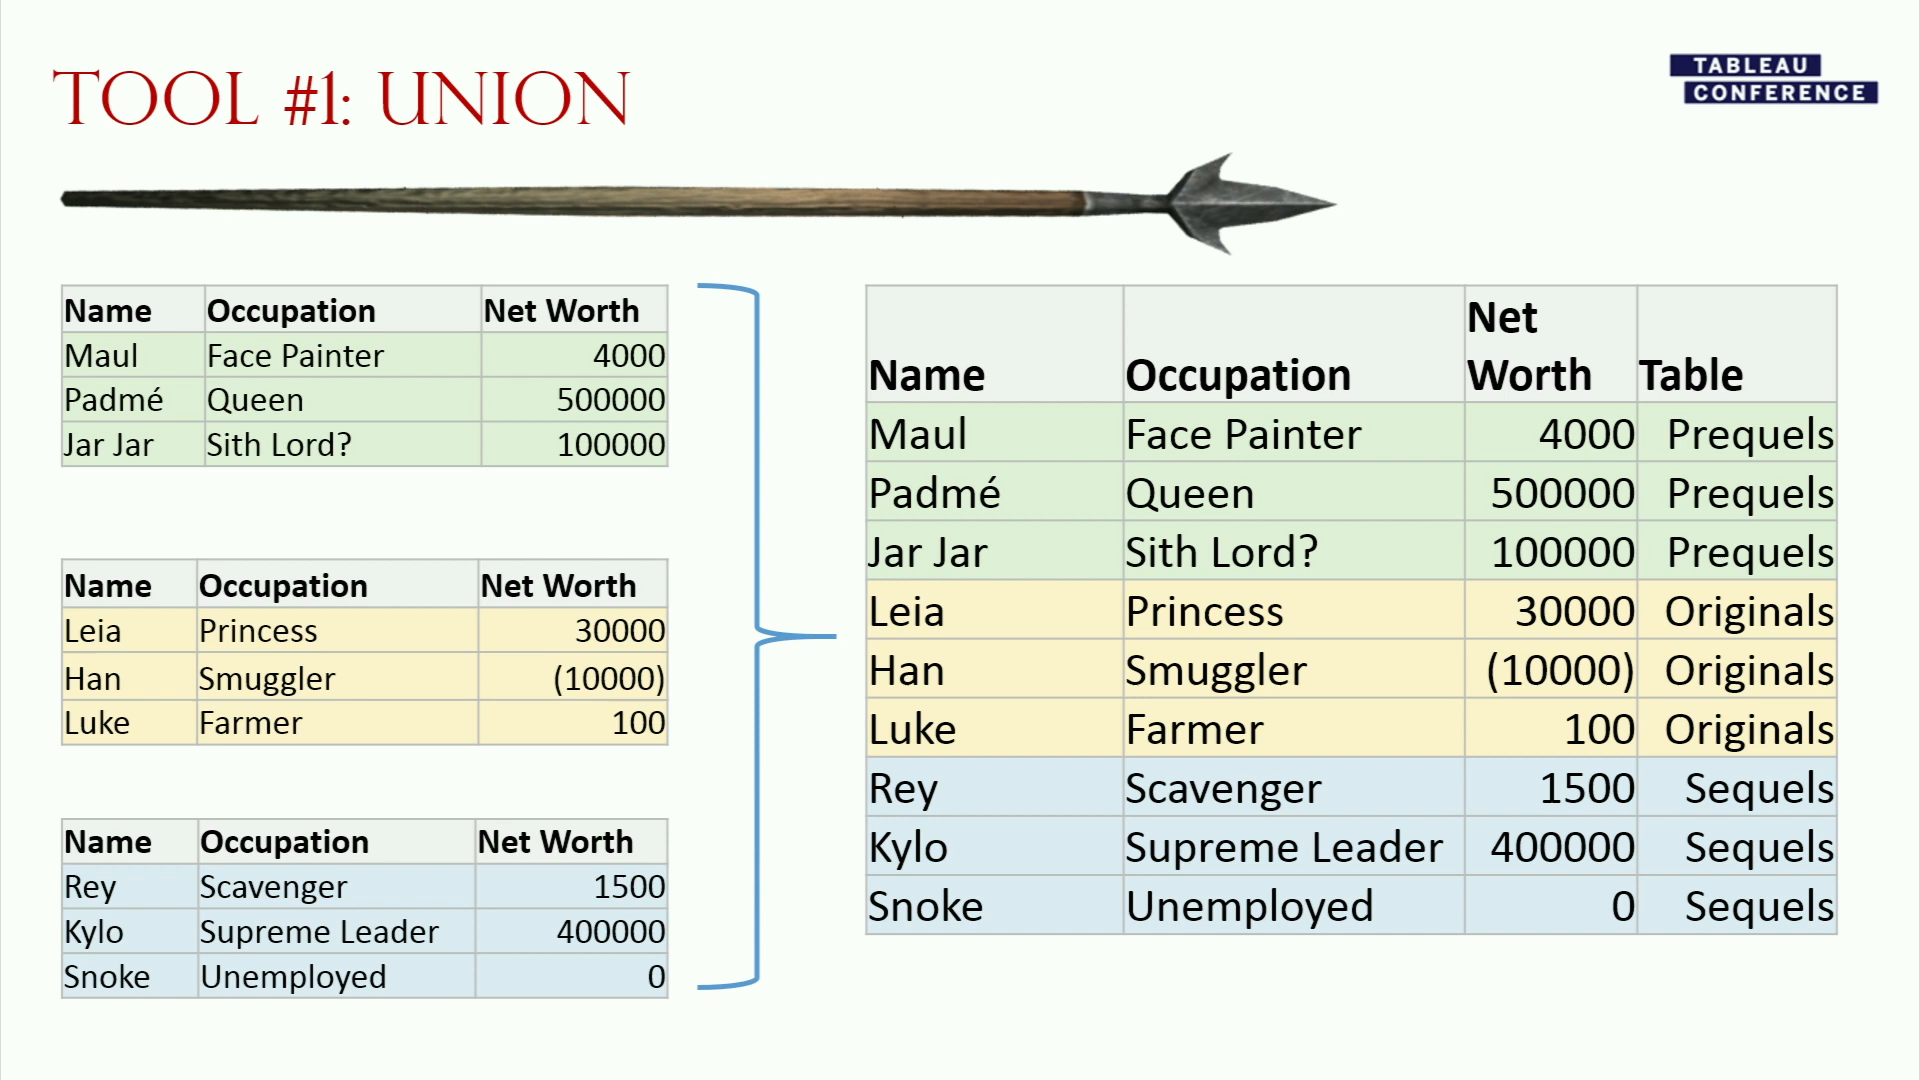 TOOL #1: UNION
TABLEAU
CONFERENCE
Name Occupation Net Worth
Maul Face Painter 4000
Padmé Queen 500000
Jar Jar Sith Lord? 100000
Name Occupation Net Worth
Leia Princess 30000
Han Smuggler (10000)
Luke Farmer 100
Name Occupation Net Worth
Rey Scavenger 1500
Kylo Supreme Leader 400000
Snoke Unemployed 0
Net
Name Occupation Worth Table
Maul Face Painter 4000 Prequels
Padmé Queen 500000 Prequels
Jar Jar Sith Lord? 100000 Prequels
Leia Princess 30000 Originals
Han Smuggler (10000) Originals
Luke Farmer 100 Originals
Rey Scavenger 1500 Sequels
Kylo Supreme Leader 400000 Sequels
Snoke Unemployed 0 Sequels